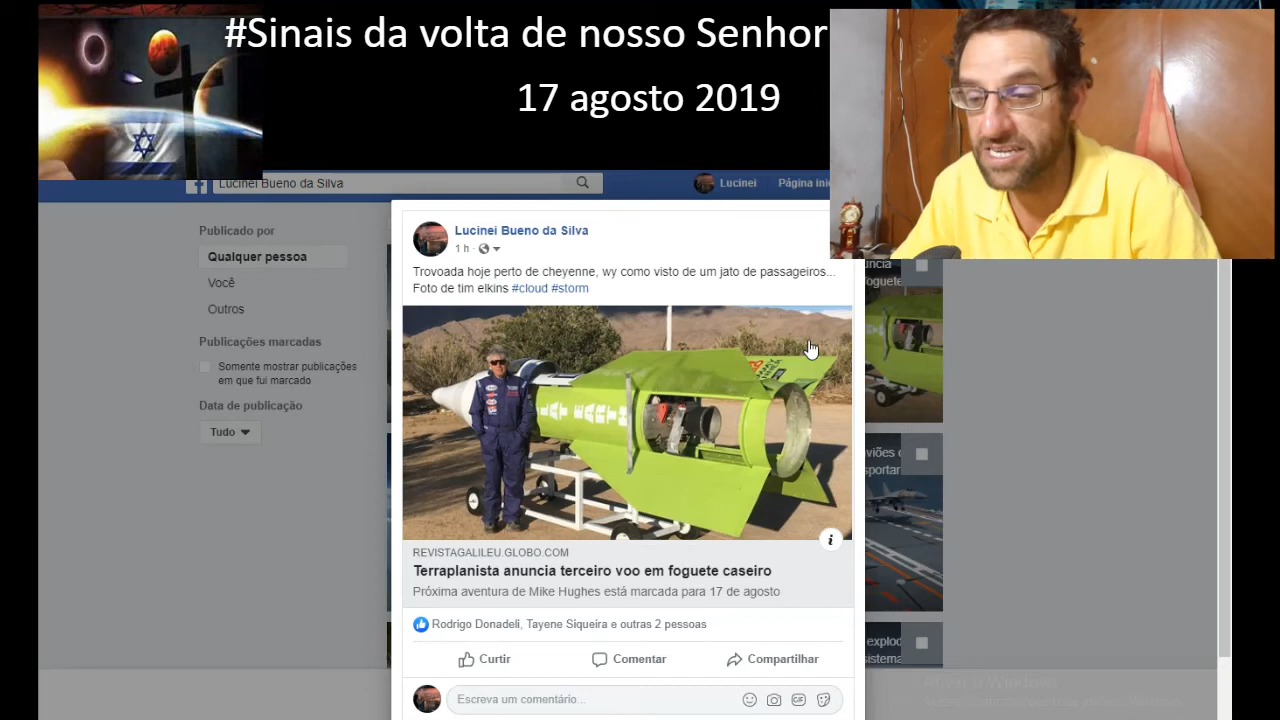 #Sinais da volta de nosso Senhor
17 agosto 2019
Lucinei Bueno da Silva
Lucinei
Página
Publicado por
Qualquer pessoa
Você
Outros
Publicações marcadas
Somente mostrar publicações
em que fui marcado
Data de publicação
Tudo
Lucinei Bueno da Silva
1 h
Trovoada hoje perto de cheyenne, wy como visto de um jato de passageiros...
Foto de tim elkins #cloud #storm
REVISTAGALILEU.GLOBO.COM
Terraplanista anuncia terceiro voo em foguete caseiro
Próxima aventura de Mike Hughes está marcada para 17 de agosto
Rodrigo Donadeli, Tayene Siqueira e outras 2 pessoas
Curtir
Comentar
Compartilhar
Escreva um comentário...
GIF